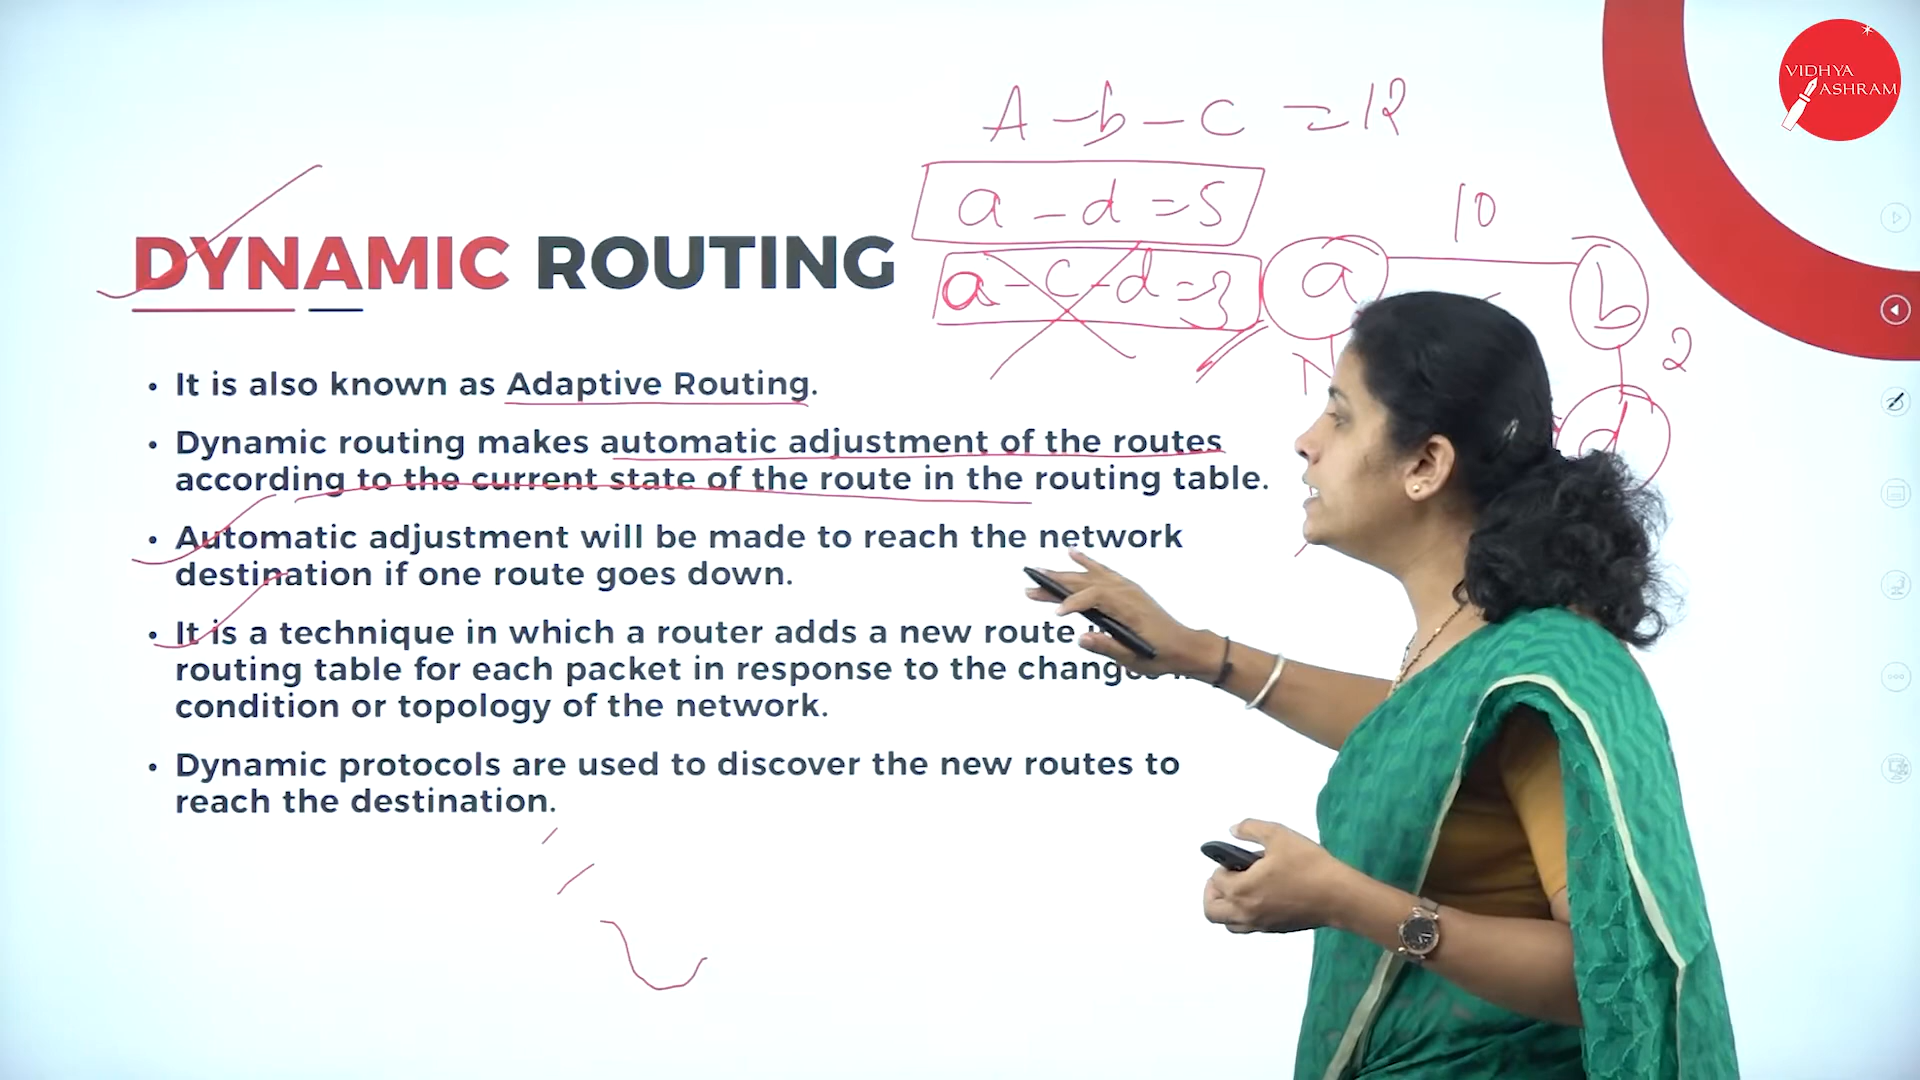 VIDHYA
ASHRAM
A - b - C = 12
a - d = 5
a - c - d = 3
10
a
b
2
d
DYNAMIC ROUTING
• It is also known as Adaptive Routing.
• Dynamic routing makes automatic adjustment of the routes
according to the current state of the route in the routing table.
• Automatic adjustment will be made to reach the network
destination if one route goes down.
• It is a technique in which a router adds a new route
routing table for each packet in response to the
condition or topology of the network.
• Dynamic protocols are used to discover the new routes to
reach the destination.